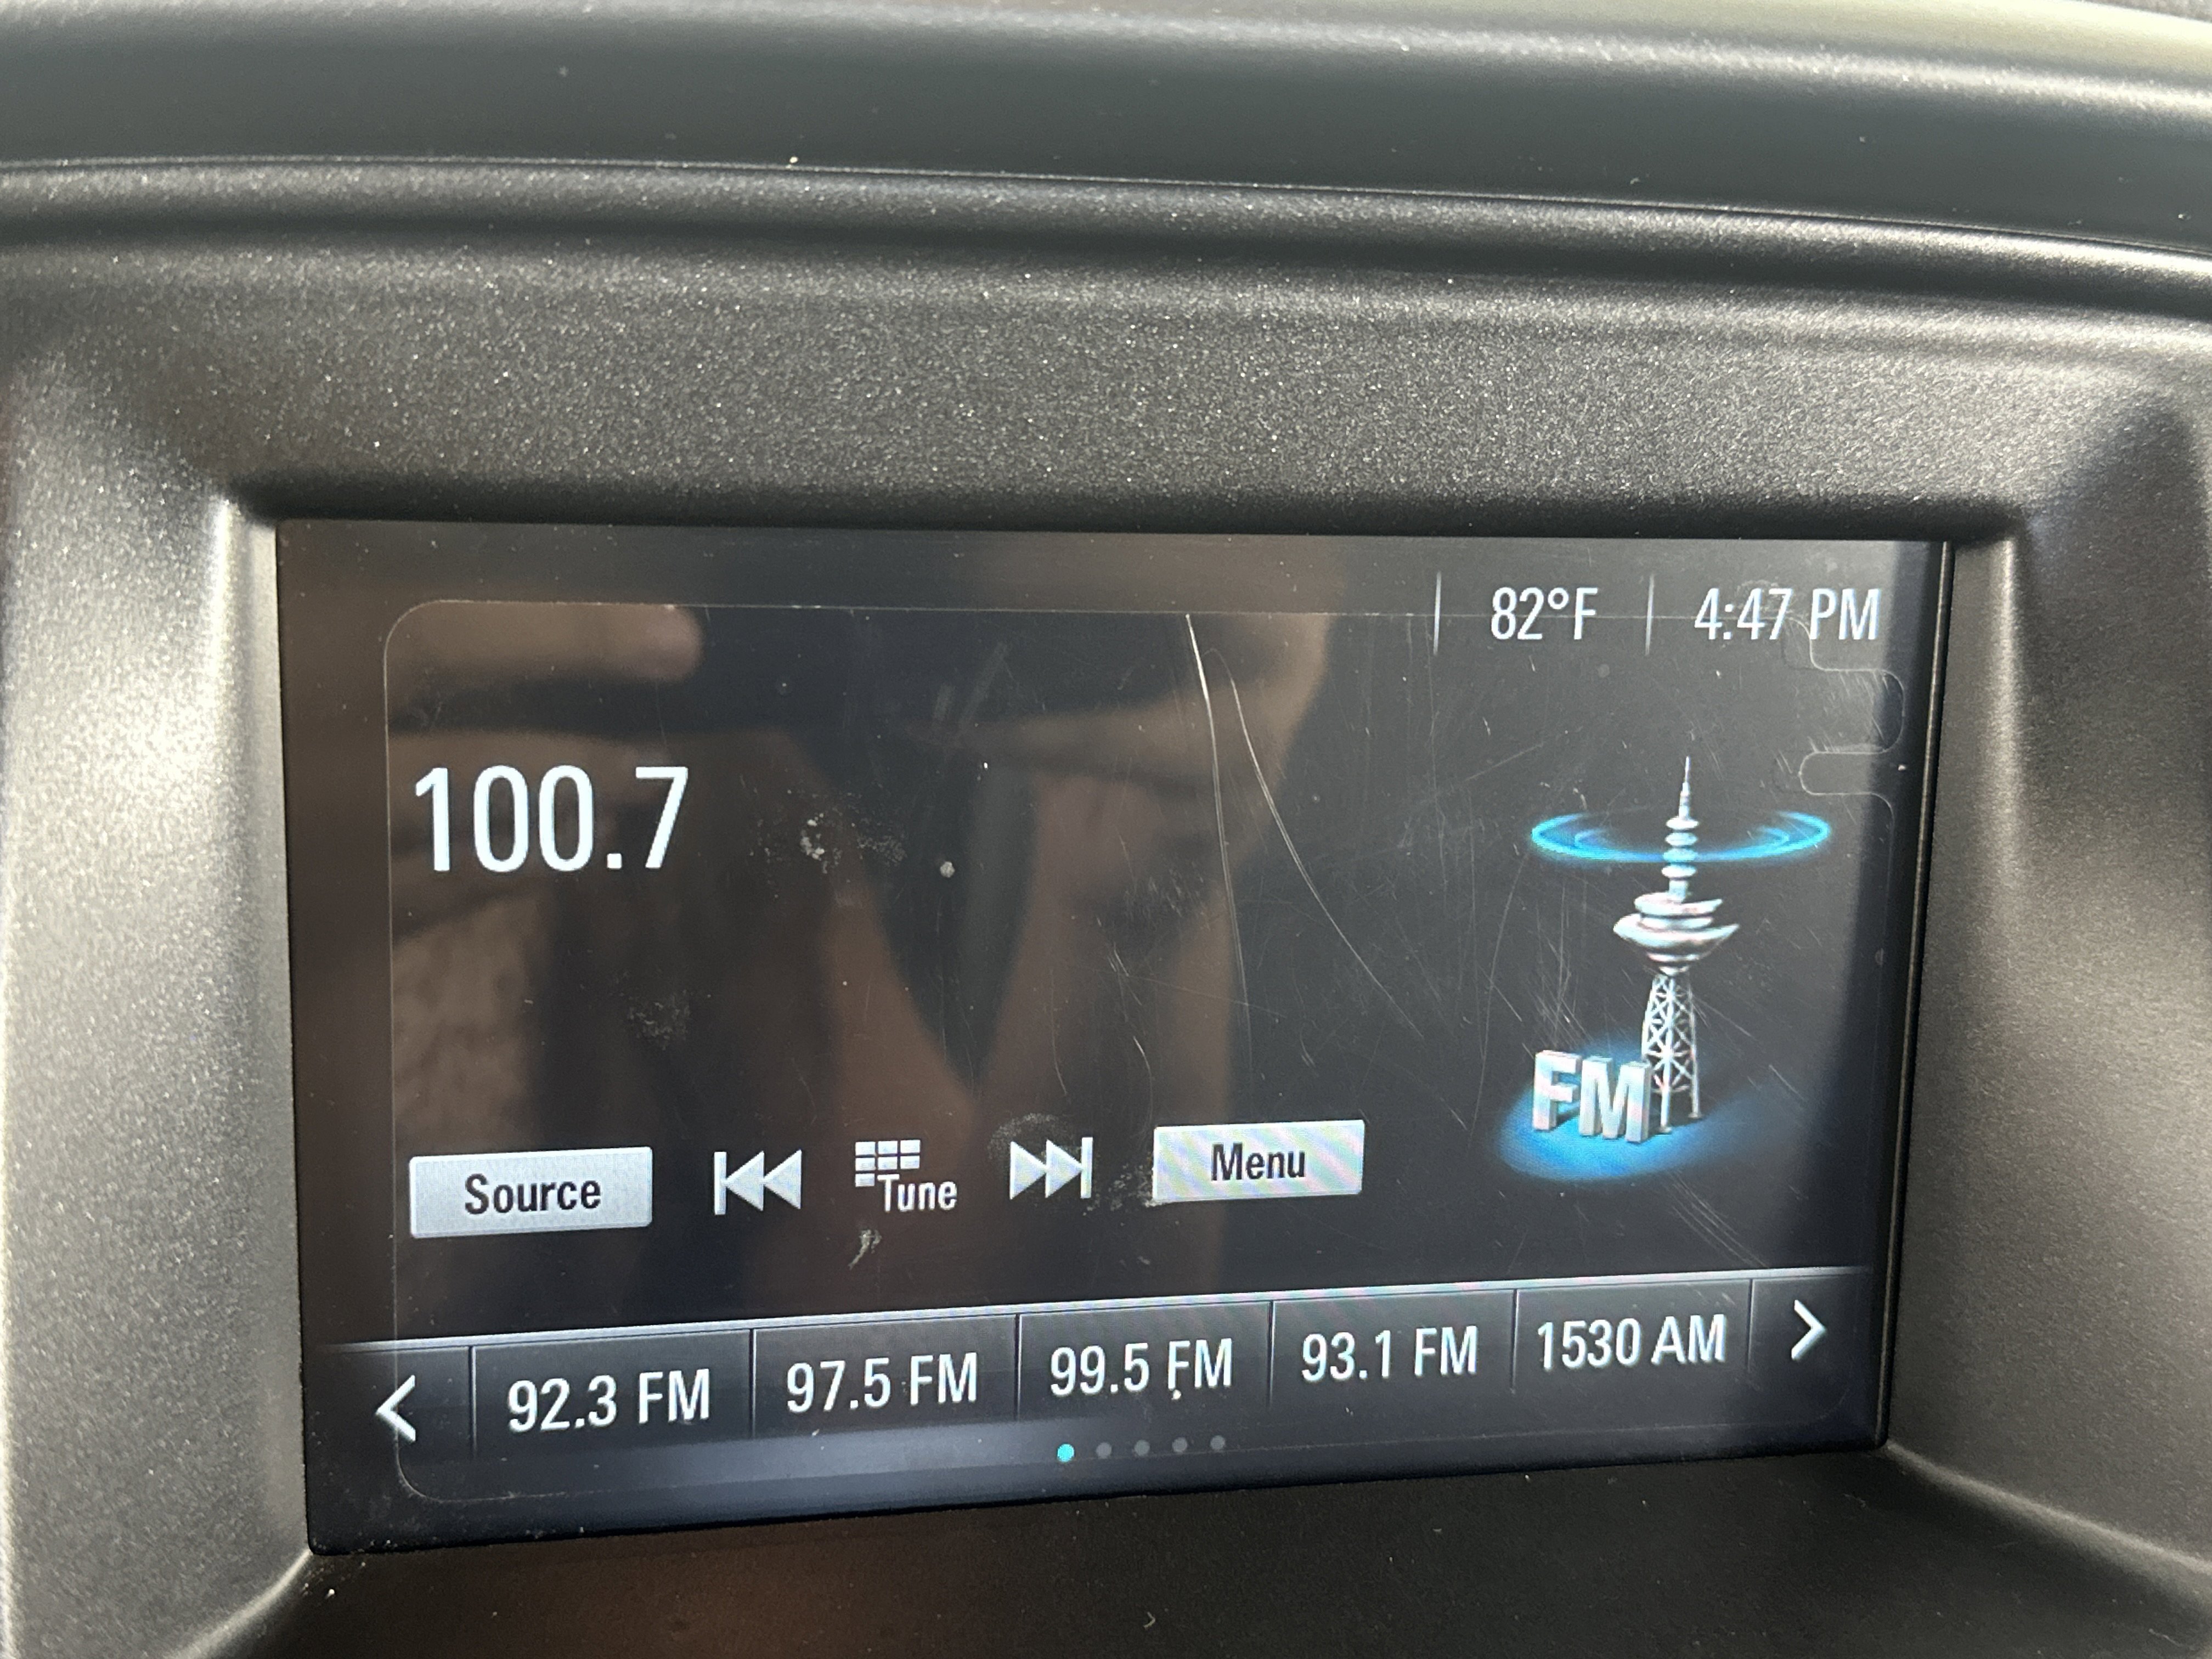 82°F 4:47 PM
100.7
FM
Source Tune Menu
92.3 FM 97.5 FM 99.5 FM 93.1 FM 1530 AM